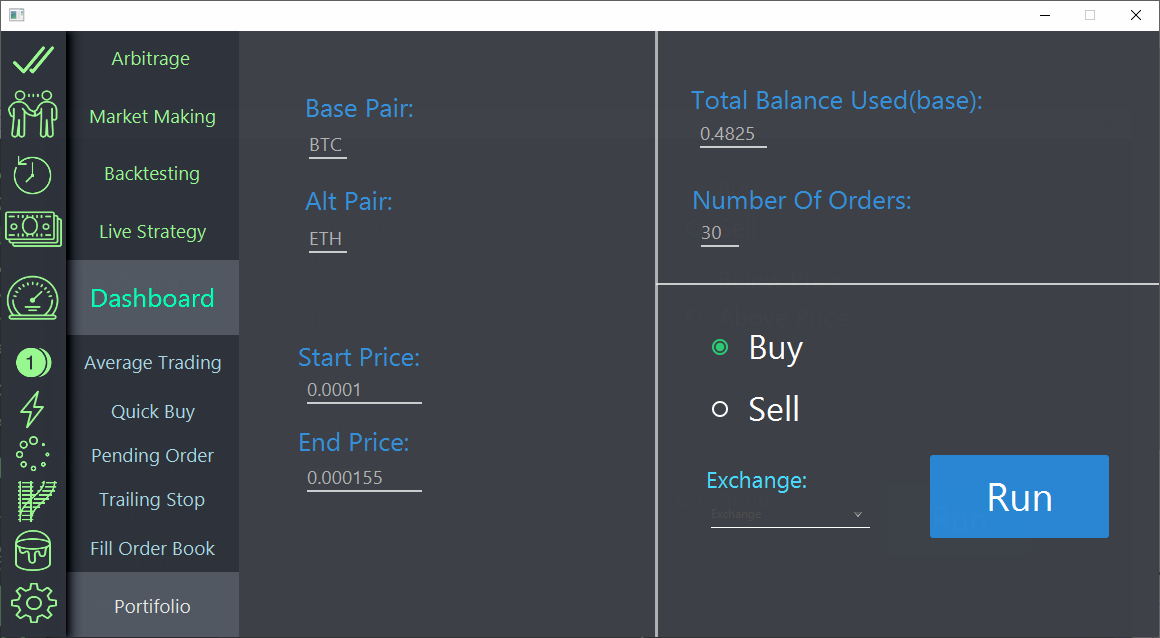 Arbitrage
Market Making
Backtesting
Live Strategy
Dashboard
1
Average Trading
Quick Buy
Pending Order
Trailing Stop
Fill Order Book
Portifolio
Base Pair:
BTC
Alt Pair:
ETH
Start Price:
0.0001
End Price:
0.000155
Total Balance Used(base):
0.4825
Number Of Orders:
30
Buy
Sell
Exchange:
Exchange
Run